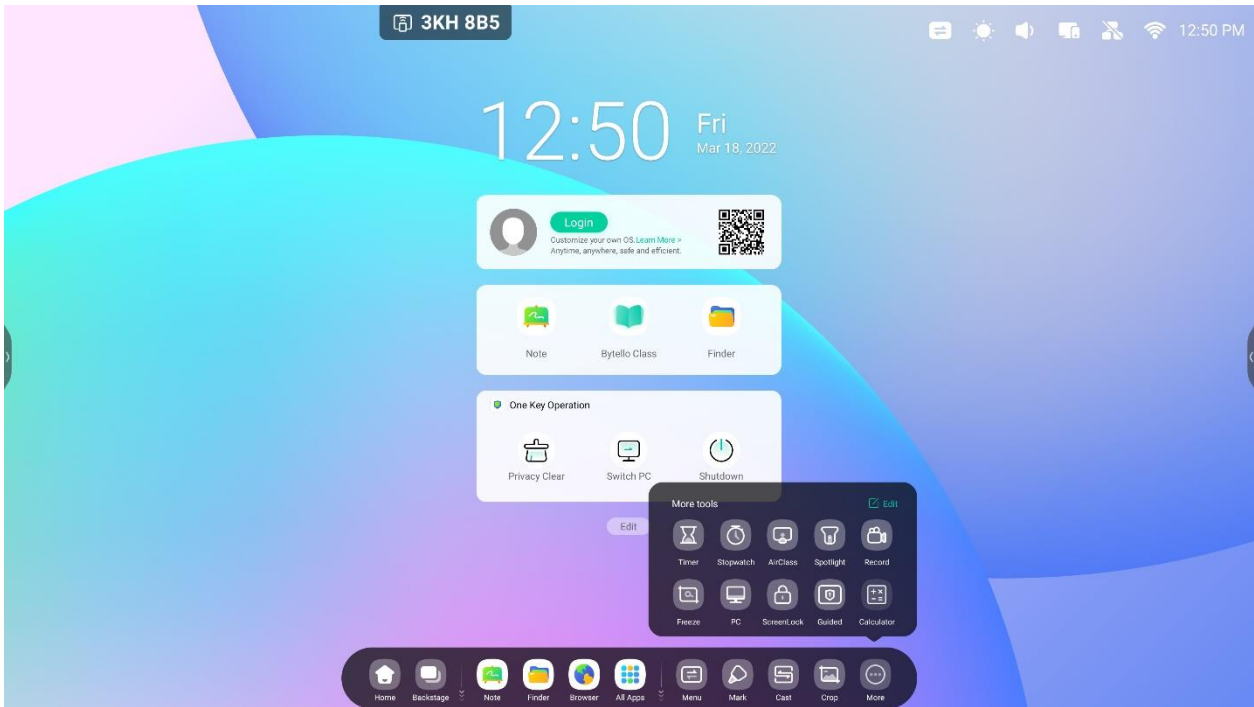 3KH 8B5
12:50 PM
12:50
Fri
Mar 18, 2022
Login
Customize your own OS.Learn More >
Anytime, anywhere, safe and efficient.
Note
Bytello Class
Finder
One Key Operation
Privacy Clear
Switch PC
Shutdown
Edit
More tools
Edit
Timer
Stopwatch
AirClass
Spotlight
Record
Freeze
PC
ScreenLock
Guided
Calculator
Home
Backstage
Note
Finder
Browser
All Apps
Menu
Mark
Cast
Crop
More